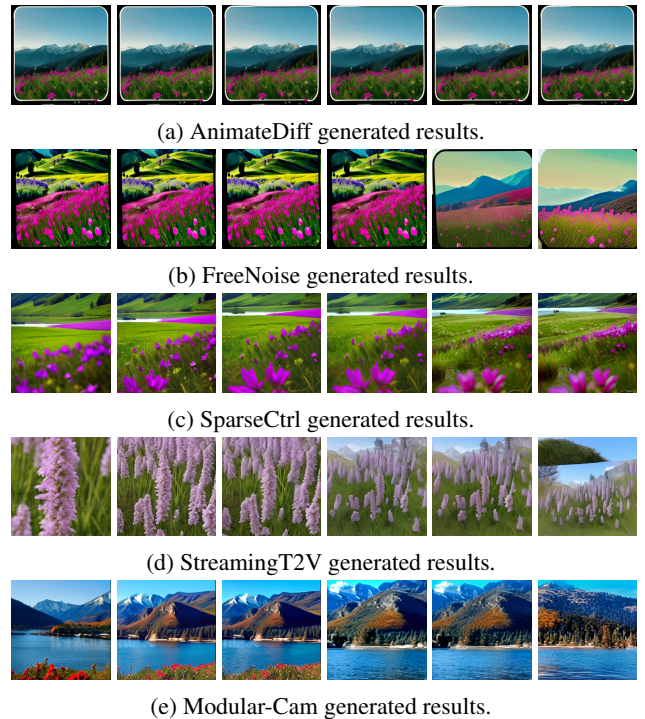 (a) AnimateDiff generated results.
(b) FreeNoise generated results.
(c) SparseCtrl generated results.
(d) StreamingT2V generated results.
(e) Modular-Cam generated results.